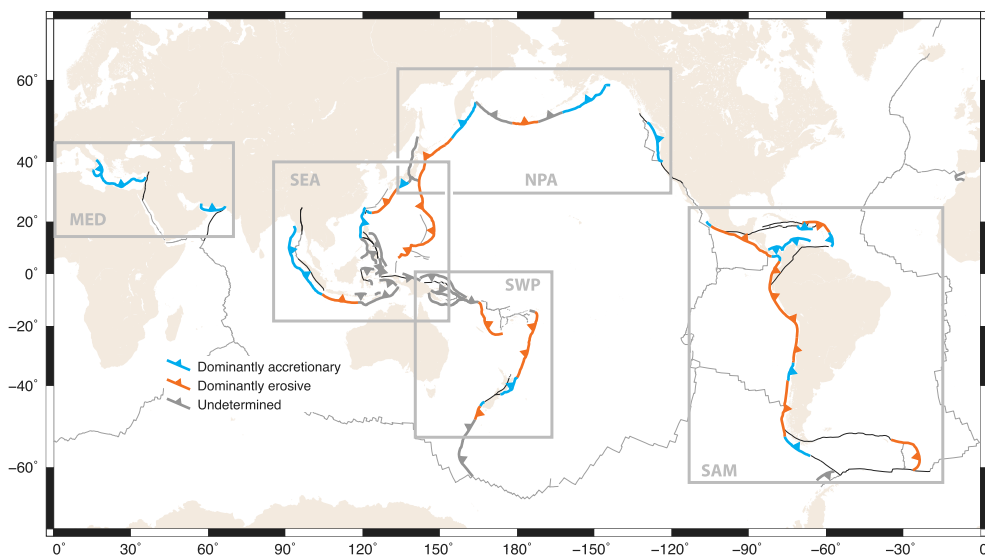 60°
40°
20°
0°
−20°
−40°
−60°
MED
SEA
NPA
SWP
SAM
Dominantly accretionary
Dominantly erosive
Undetermined
0° 30° 60° 90° 120° 150° 180° −150° −120° −90° −60° −30° 0